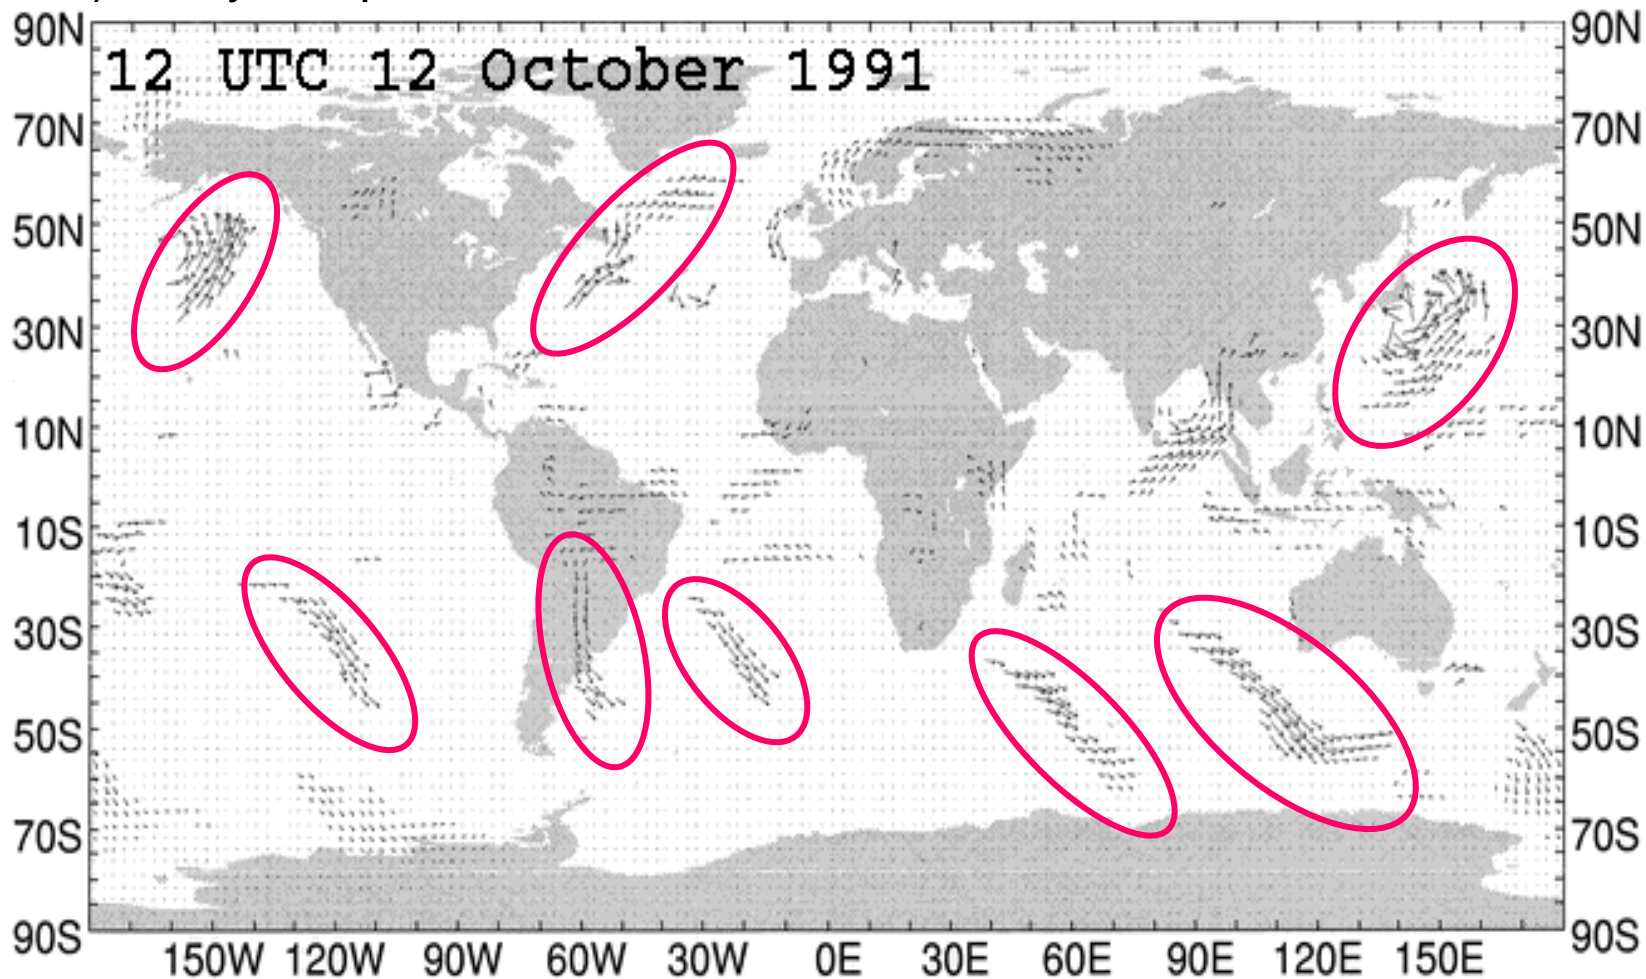 12 UTC 12 October 1991
90N 90N
70N 70N
50N 50N
30N 30N
10N 10N
10S 10S
30S 30S
50S 50S
70S 70S
90S 90S
150W 120W 90W 60W 30W 0E 30E 60E 90E 120E 150E